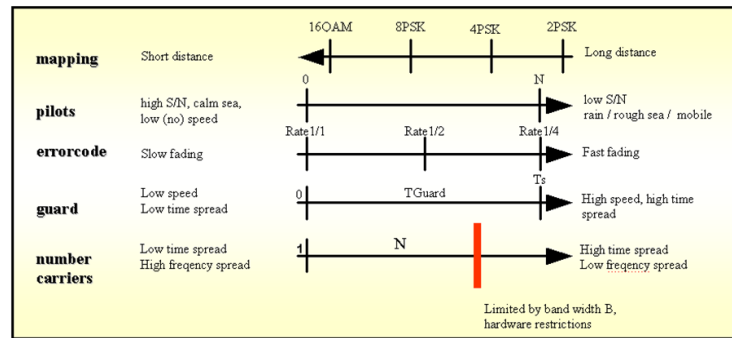 16QAM 8PSK 4PSK 2PSK
mapping Short distance Long distance
0 N
pilots high S/N, calm sea, low S/N
low (no) speed rain / rough sea / mobile
Rate1/1 Rate1/2 Rate1/4
errorcode Slow fading Fast fading
Ts
guard Low speed 0 TGuard High speed, high time
Low time spread spread
number Low time spread 1 N High time spread
carriers High freqency spread Low freqency spread
Limited by band width B,
hardware restrictions